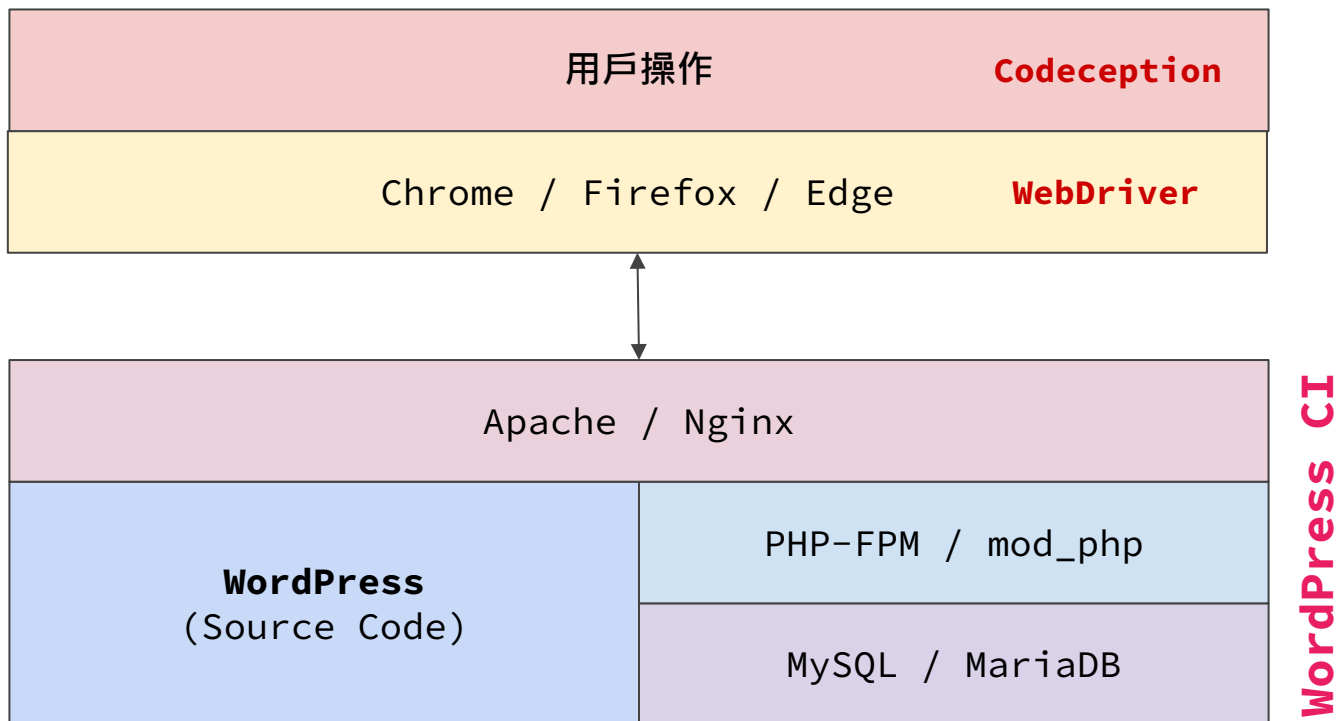 用戶操作
Codeception
Chrome / Firefox / Edge
WebDriver
Apache / Nginx
WordPress
(Source Code)
PHP-FPM / mod_php
MySQL / MariaDB
WordPress CI